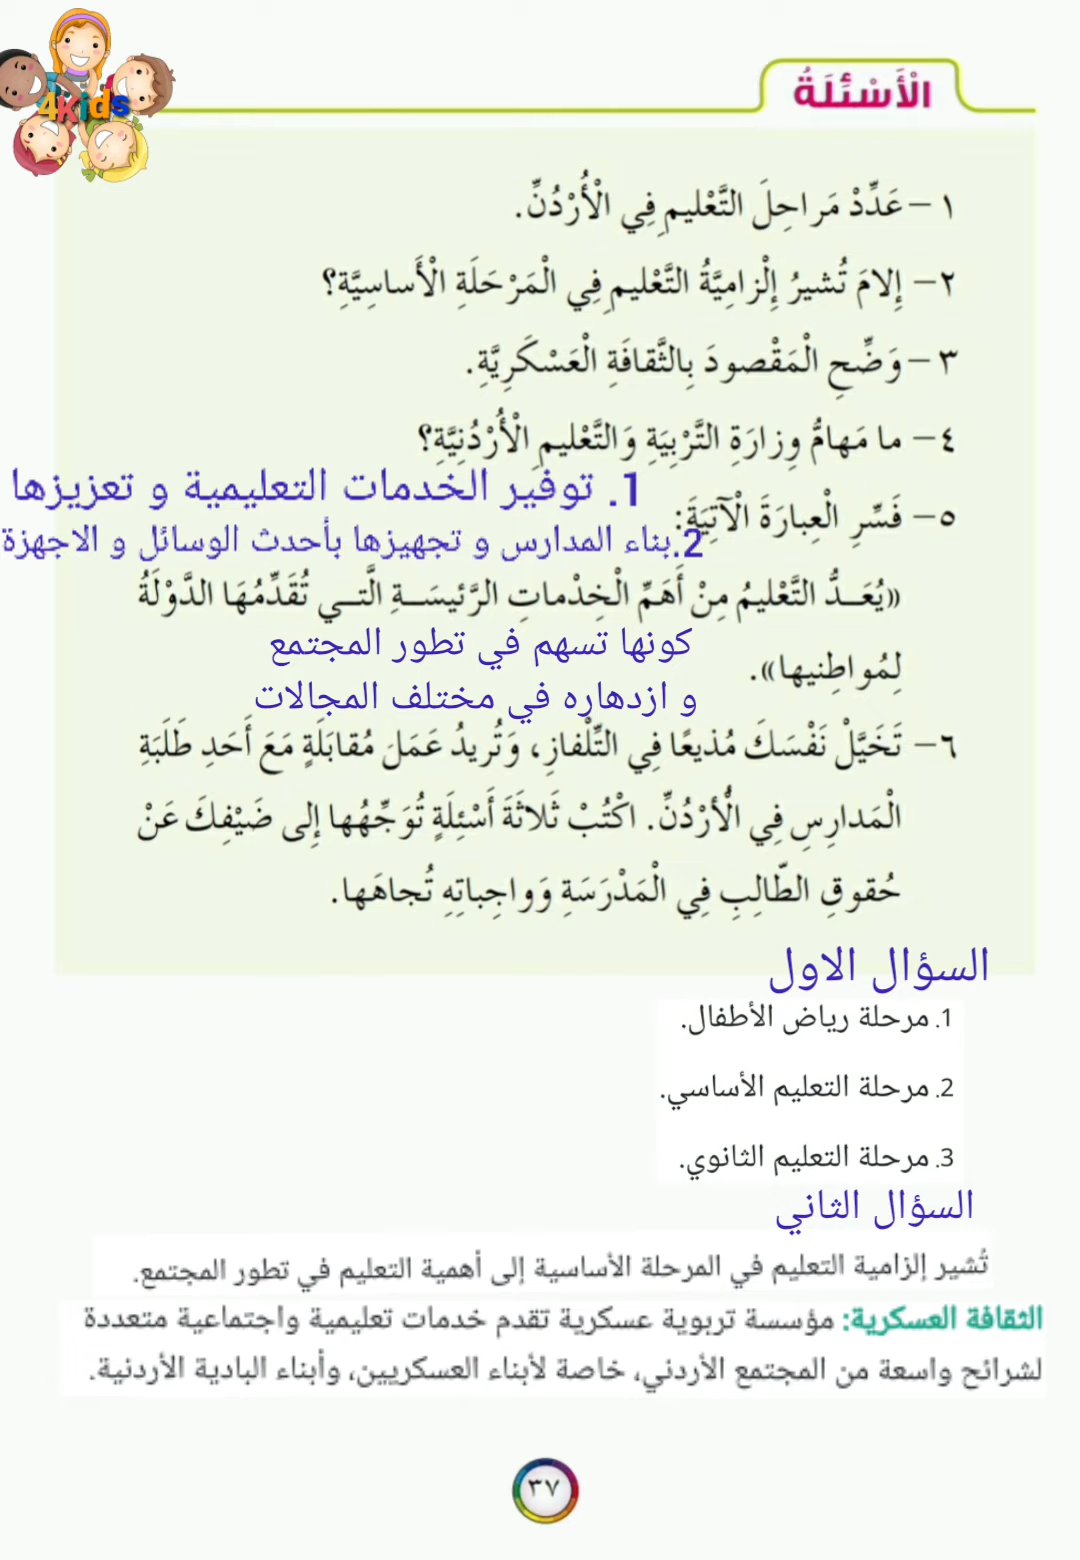 4kids
الْأَسْئِلَةُ
١ – عَدِّدْ مَراحِلَ التَّعْليمِ فِي الْأُرْدُنِّ.
٢ – إِلامَ تُشيرُ إِلْزامِيَّةُ التَّعْليمِ فِي الْمَرْحَلَةِ الْأَساسِيَّةِ؟
٣ – وَضِّحِ الْمَقْصودَ بِالثَّقافَةِ الْعَسْكَرِيَّةِ.
٤ – ما مَهامُّ وِزارَةِ التَّرْبِيَةِ وَالتَّعْليمِ الْأُرْدُنِيَّةِ؟
1. توفير الخدمات التعليمية و تعزيزها
٥ – فَسِّرِ الْعِبارَةَ الْآتِيَةَ:
2.بناء المدارس و تجهيزها بأحدث الوسائل و الاجهزة
«يُعَــدُّ التَّعْليمُ مِنْ أَهَمِّ الْخِدْماتِ الرَّئيسَــةِ الَّتــي تُقَدِّمُهَا الدَّوْلَةُ
كونها تسهم في تطور المجتمع
لِمُواطِنيها».
و ازدهاره في مختلف المجالات
٦ – تَخَيَّلْ نَفْسَكَ مُذيعًا فِي التِّلْفازِ، وَتُريدُ عَمَلَ مُقابَلَةٍ مَعَ أَحَدِ طَلَبَةِ
الْمَدارِسِ فِي الْأُرْدُنِّ. اكْتُبْ ثَلاثَةَ أَسْئِلَةٍ تُوَجِّهُها إِلى ضَيْفِكَ عَنْ
حُقوقِ الطّالِبِ فِي الْمَدْرَسَةِ وَواجِباتِهِ تُجاهَها.
السؤال الاول
1. مرحلة رياض الأطفال.
2. مرحلة التعليم الأساسي.
3. مرحلة التعليم الثانوي.
السؤال الثاني
تُشير إلزامية التعليم في المرحلة الأساسية إلى أهمية التعليم في تطور المجتمع.
الثقافة العسكرية: مؤسسة تربوية عسكرية تقدم خدمات تعليمية واجتماعية متعددة
لشرائح واسعة من المجتمع الأردني، خاصة لأبناء العسكريين، وأبناء البادية الأردنية.
٣٧